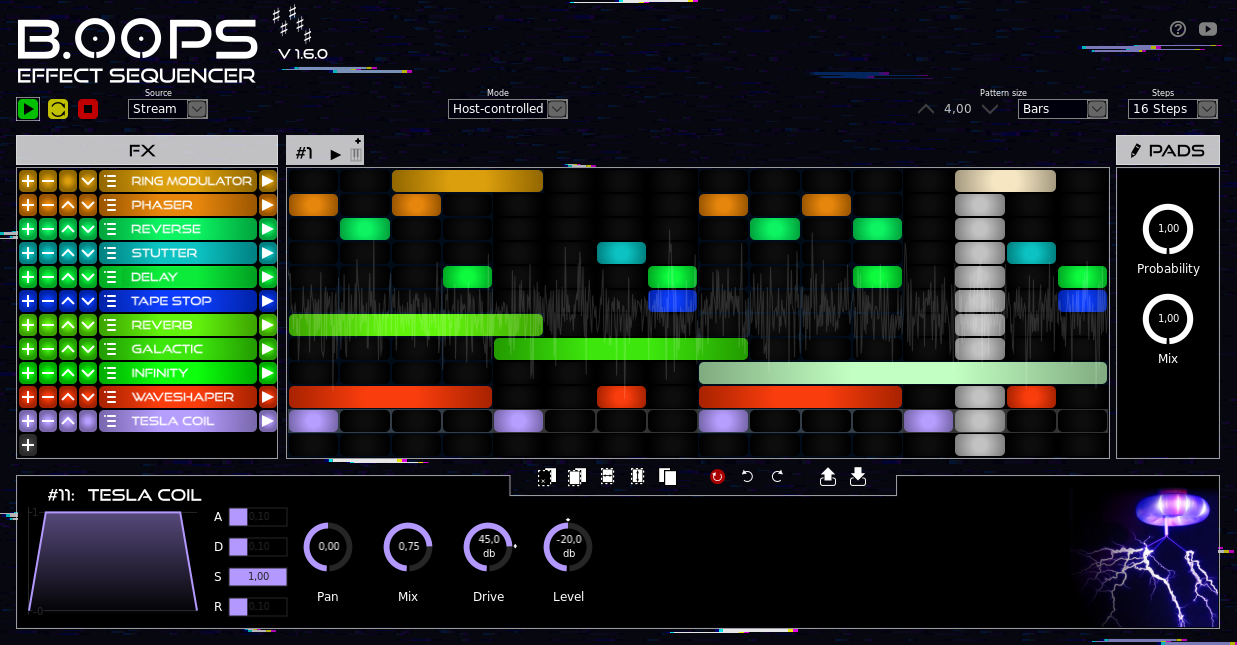 B.OOPS
V 1.6.0
EFFECT SEQUENCER
Source
Mode
Pattern size
Steps
Stream
Host-controlled
4,00
Bars
16 Steps
FX
#1
PADS
RING MODULATOR
PHASER
REVERSE
STUTTER
DELAY
TAPE STOP
REVERB
GALACTIC
INFINITY
WAVESHAPER
TESLA COIL
1,00
Probability
1,00
Mix
#11: TESLA COIL
1
0
A 0,10
D 0,10
S 1,00
R 0,10
0,00
0,75
45,0
db
-20,0
db
Pan
Mix
Drive
Level